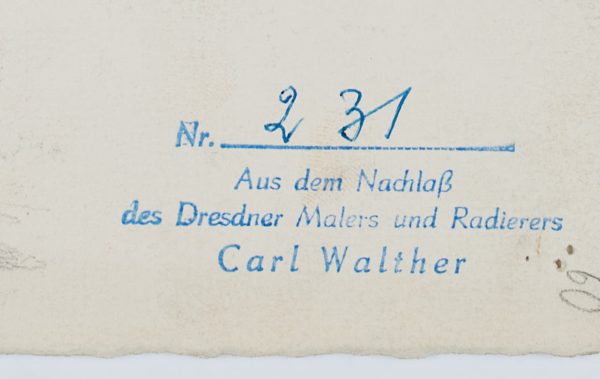 Nr. 231
Aus dem Nachlaß
des Dresdner Malers und Radierers
Carl Walther